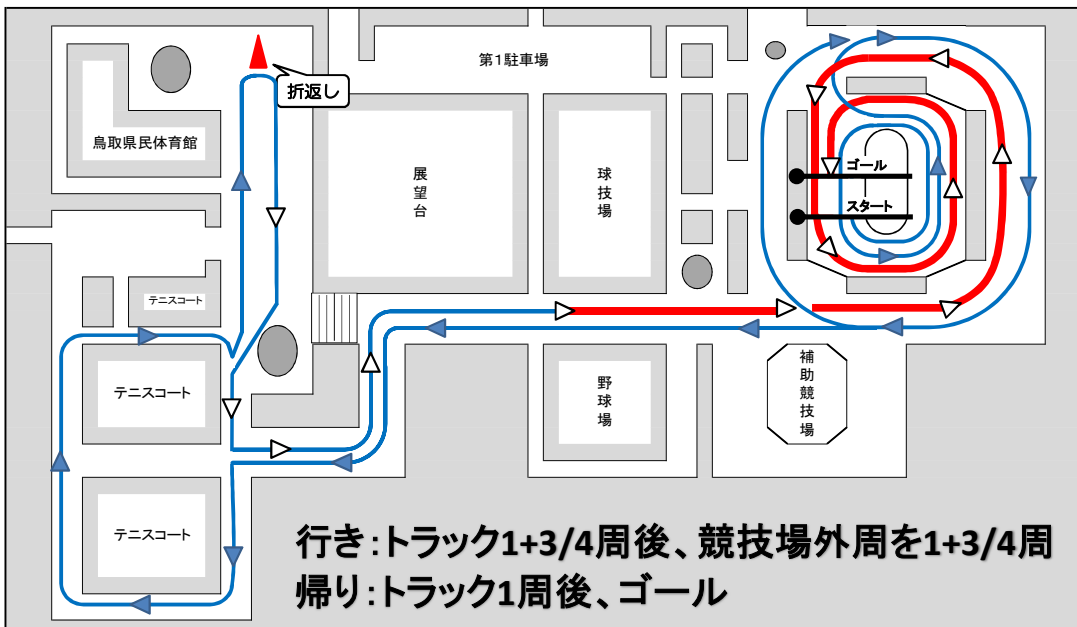 第1駐車場
折返し
鳥取県民体育館
展望台
球技場
ゴール
スタート
テニスコート
テニスコート
野球場
補助競技場
テニスコート
行き:トラック1+3/4周後、競技場外周を1+3/4周
帰り:トラック1周後、ゴール